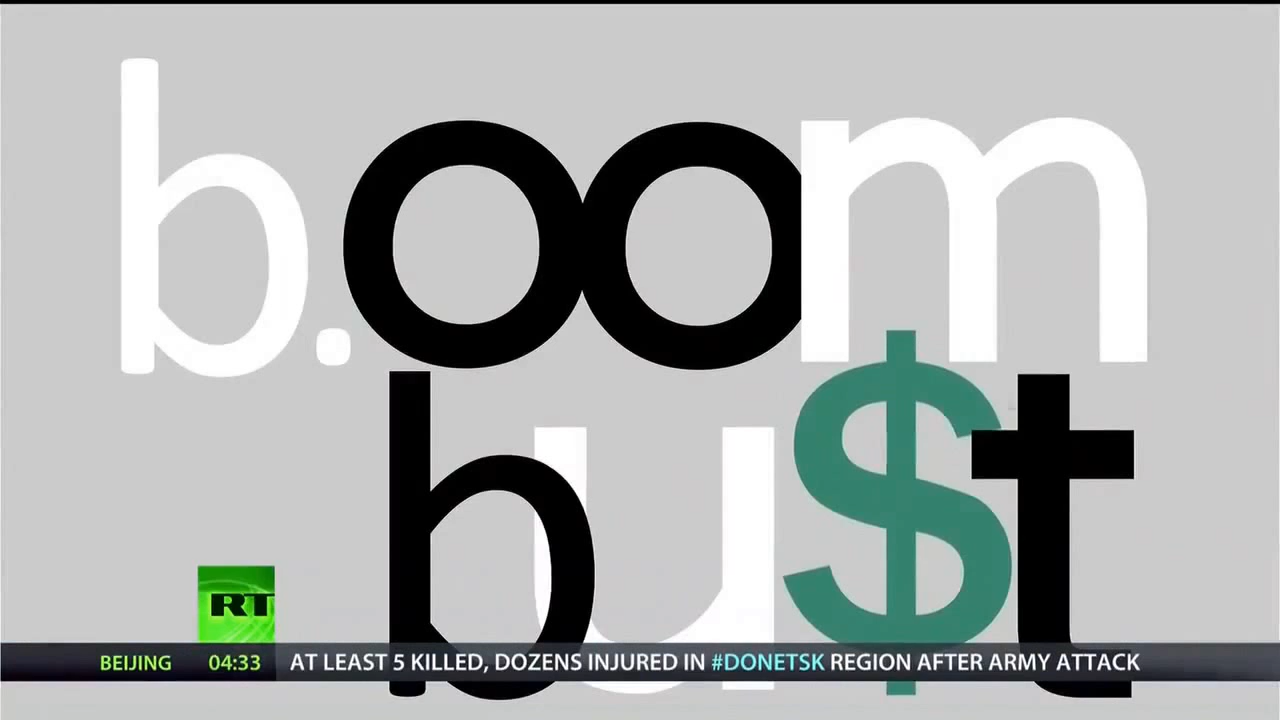 b.oom
bu$t
RT
BEIJING 04:33 AT LEAST 5 KILLED, DOZENS INJURED IN #DONETSK REGION AFTER ARMY ATTACK